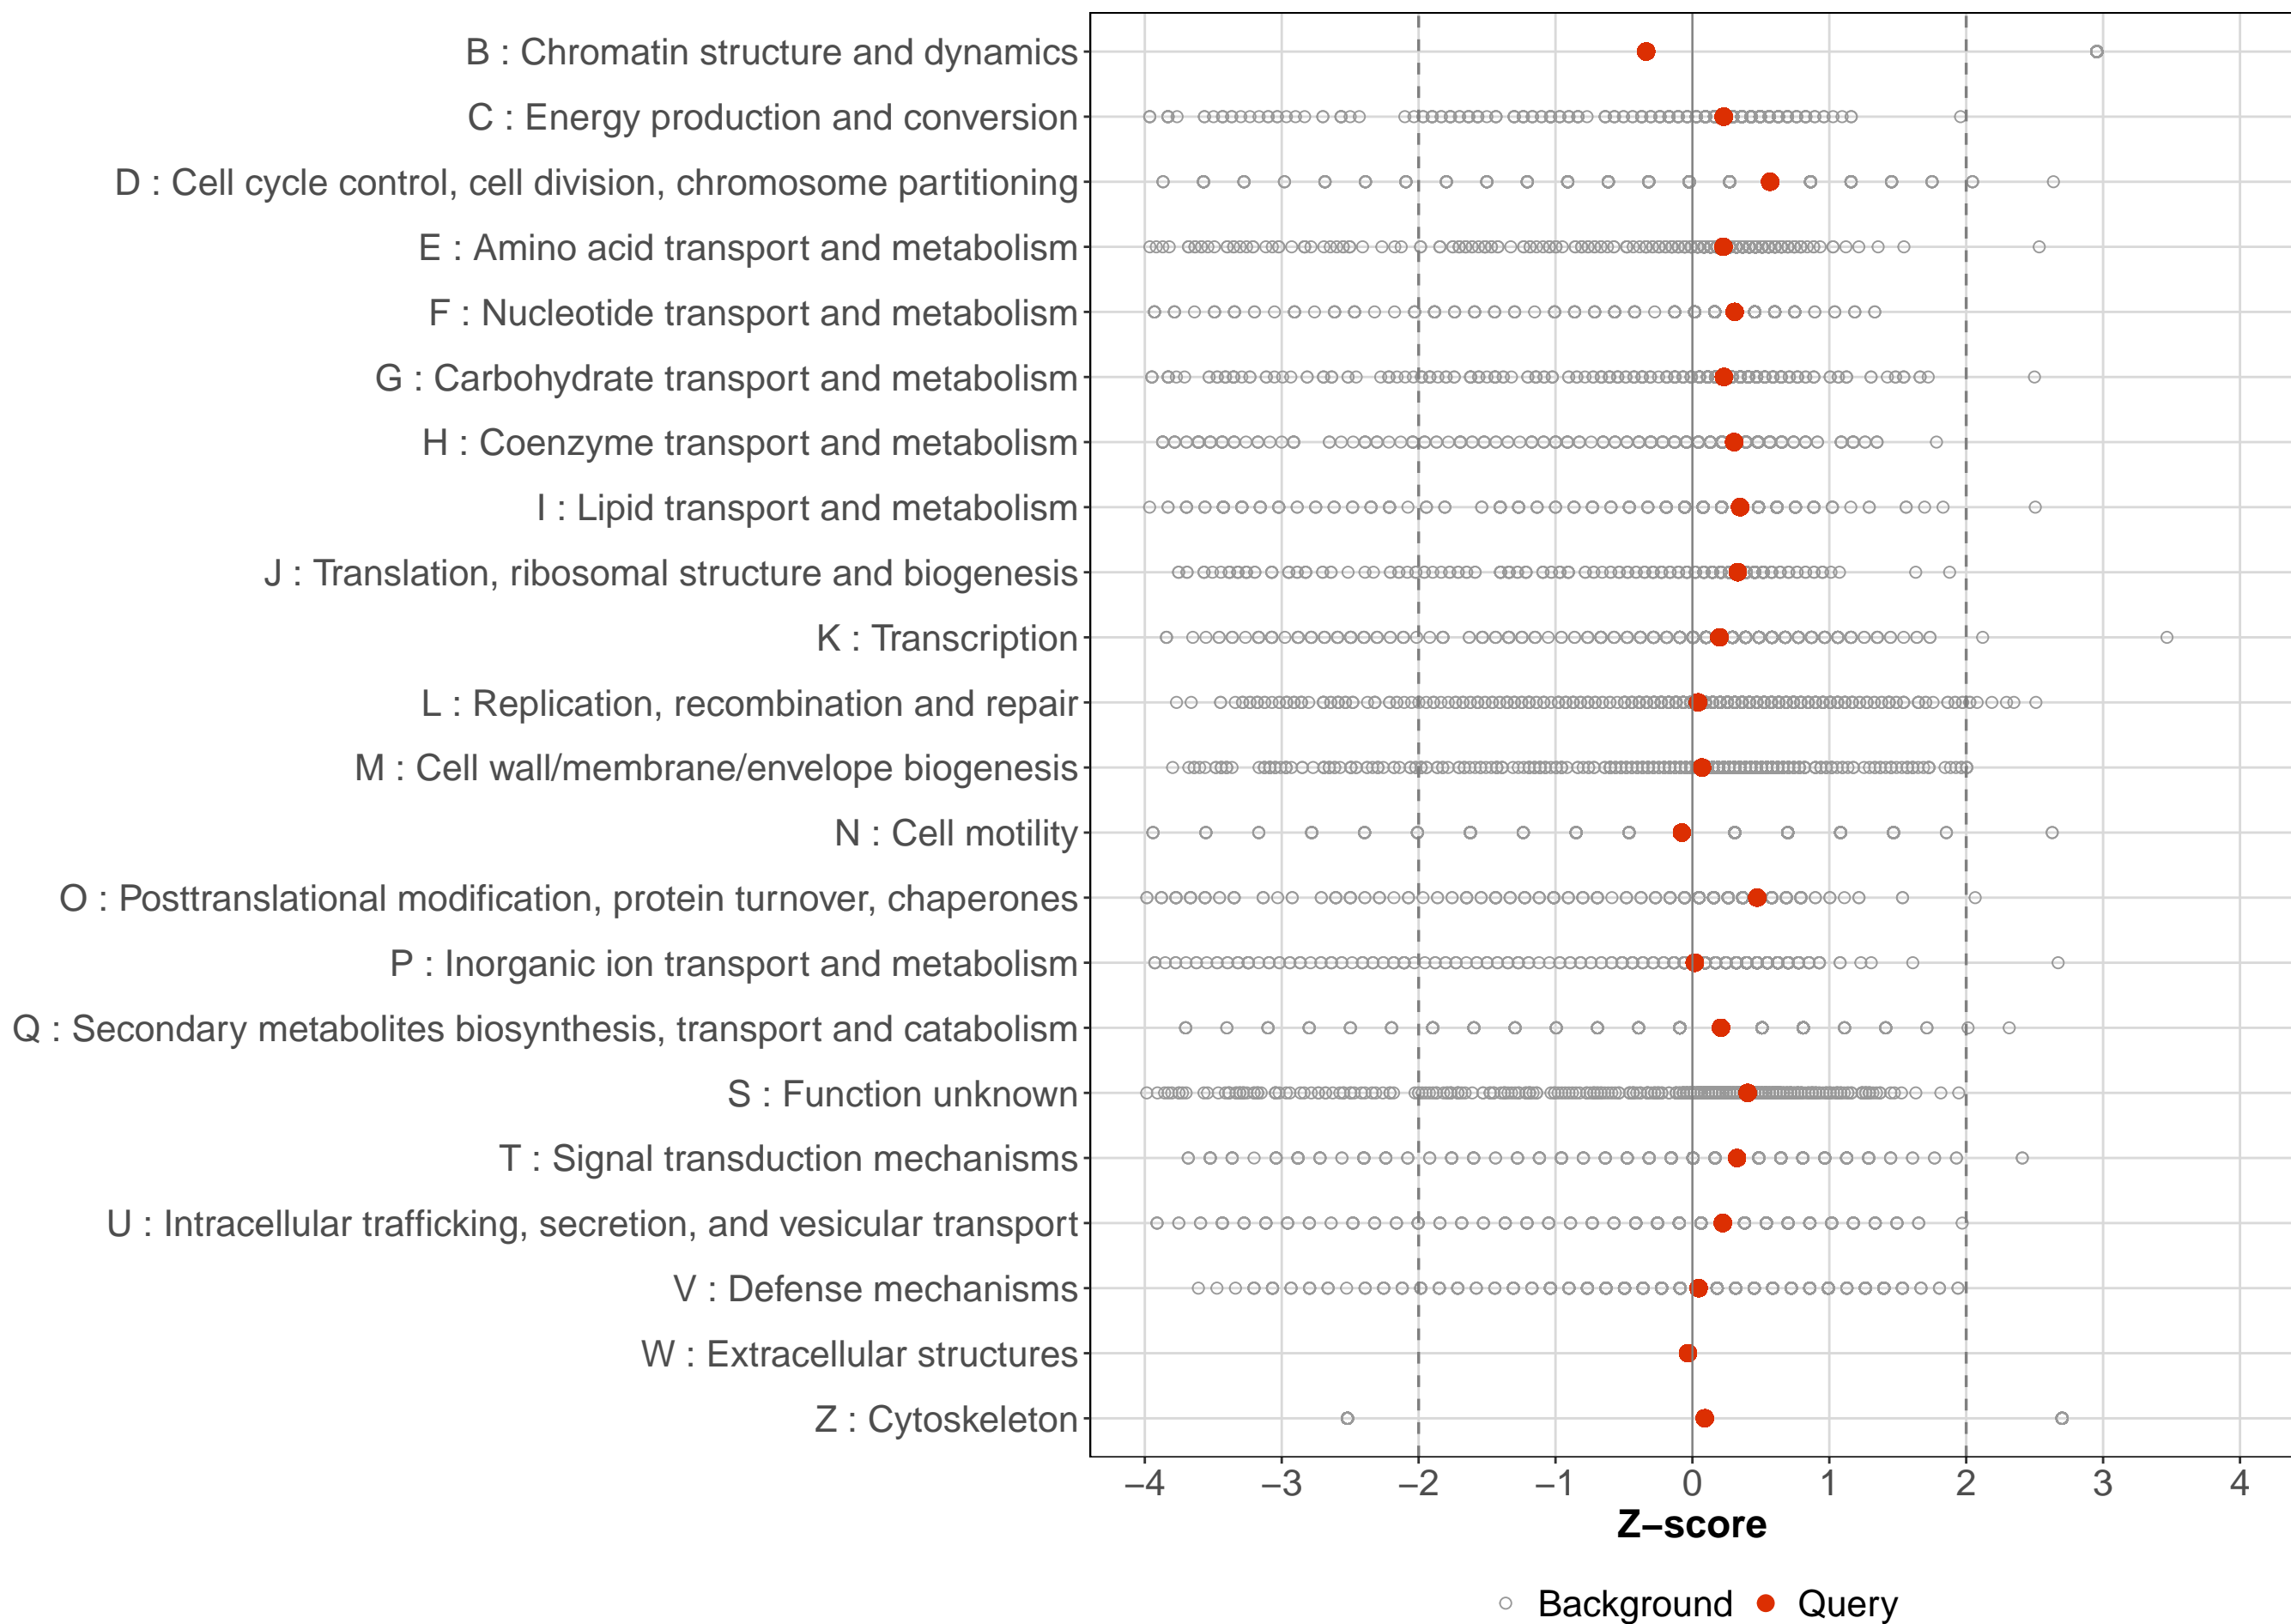 B : Chromatin structure and dynamics
C : Energy production and conversion
D : Cell cycle control, cell division, chromosome partitioning
E : Amino acid transport and metabolism
F : Nucleotide transport and metabolism
G : Carbohydrate transport and metabolism
H : Coenzyme transport and metabolism
I : Lipid transport and metabolism
J : Translation, ribosomal structure and biogenesis
K : Transcription
L : Replication, recombination and repair
M : Cell wall/membrane/envelope biogenesis
N : Cell motility
O : Posttranslational modification, protein turnover, chaperones
P : Inorganic ion transport and metabolism
Q : Secondary metabolites biosynthesis, transport and catabolism
S : Function unknown
T : Signal transduction mechanisms
U : Intracellular trafficking, secretion, and vesicular transport
V : Defense mechanisms
W : Extracellular structures
Z : Cytoskeleton
−4 −3 −2 −1 0 1 2 3 4
Z−score
Background Query